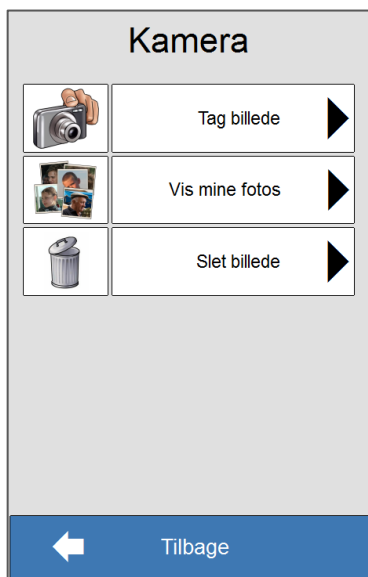 Kamera
Tag billede
Vis mine fotos
Slet billede
Tilbage